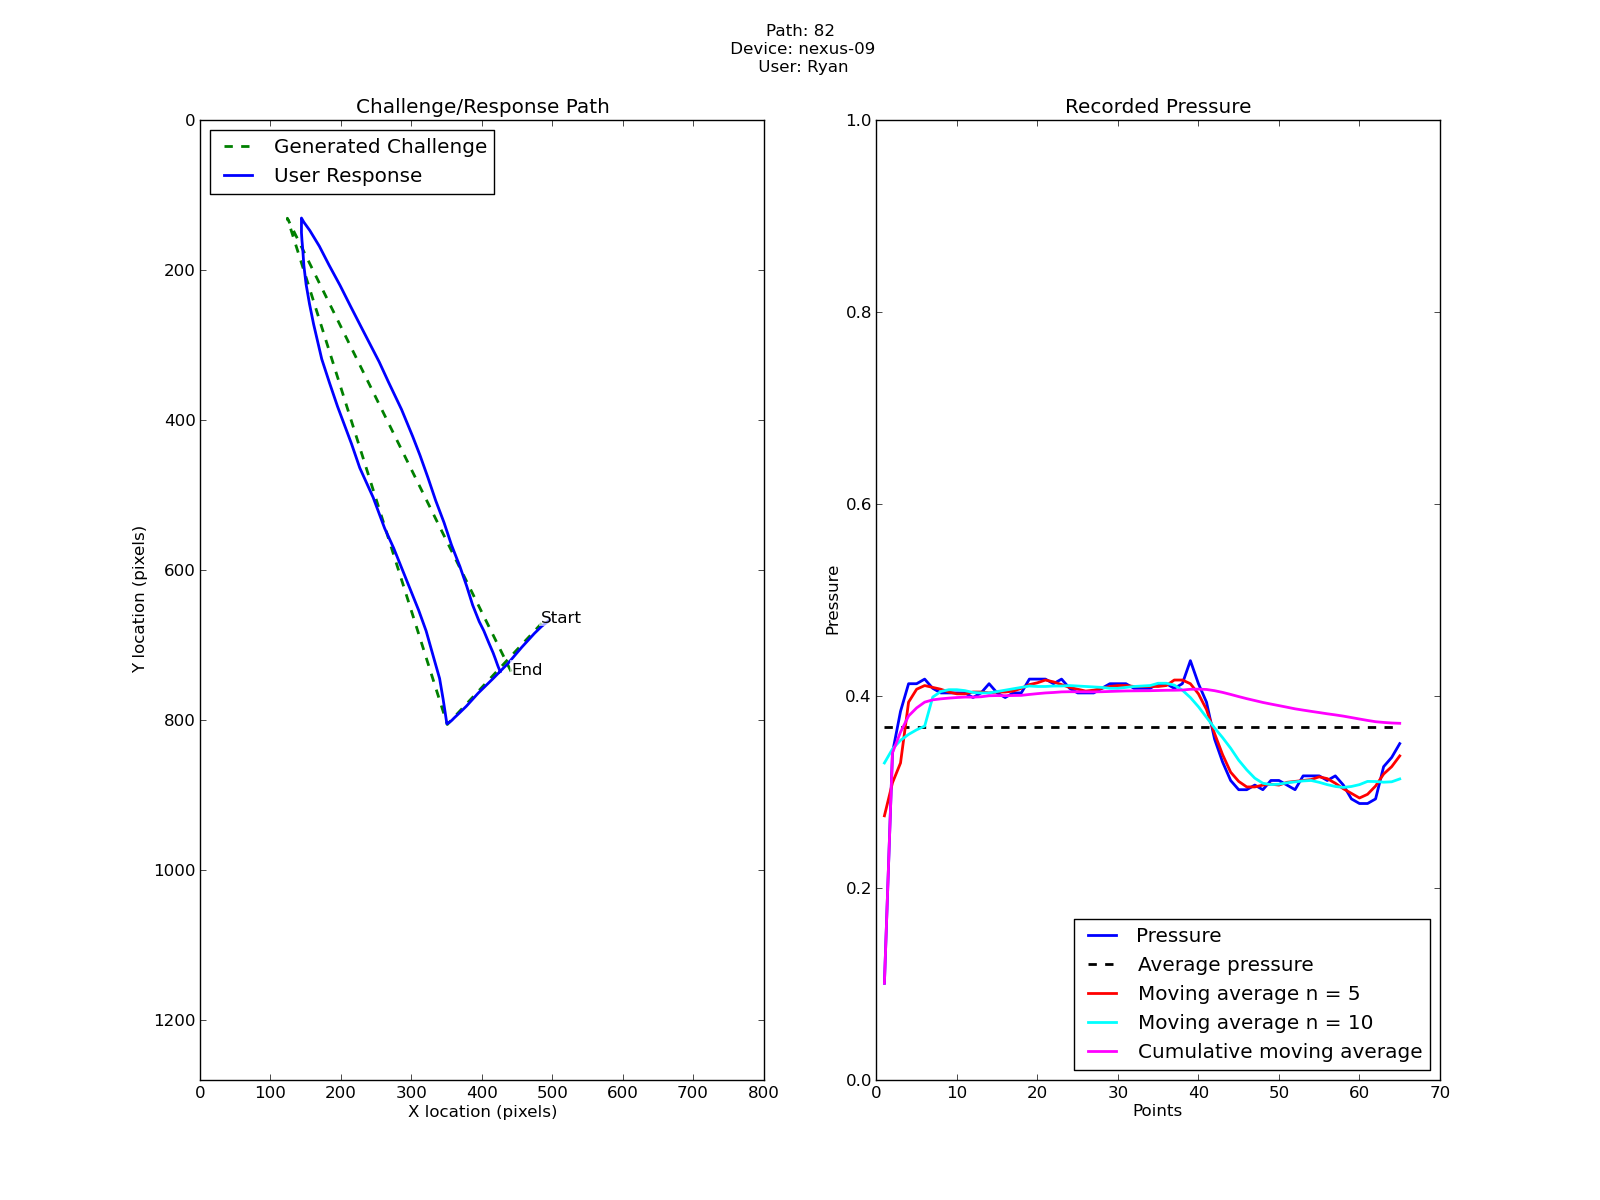 Path: 82
Device: nexus-09
User: Ryan
Challenge/Response Path
Generated Challenge
User Response
Start
End
0
200
400
600
800
1000
1200
Y location (pixels)
0 100 200 300 400 500 600 700 800
X location (pixels)
Recorded Pressure
1.0
0.8
0.6
0.4
0.2
0.0
Pressure
Pressure
Average pressure
Moving average n = 5
Moving average n = 10
Cumulative moving average
0 10 20 30 40 50 60 70
Points